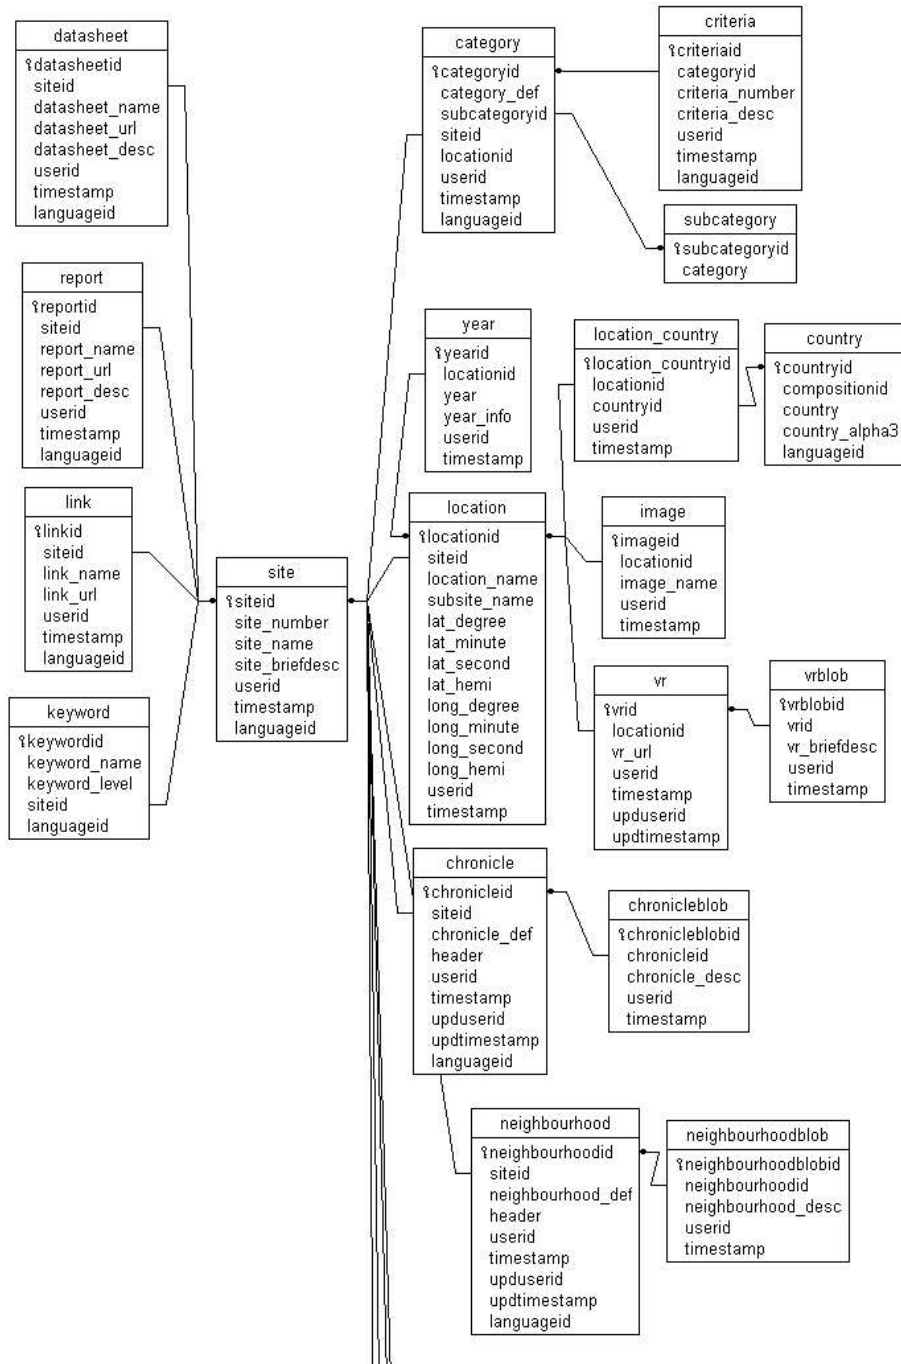 datasheet
datasheetid
siteid
datasheet_name
datasheet_url
datasheet_desc
userid
timestamp
languageid
report
reportid
siteid
report_name
report_url
report_desc
userid
timestamp
languageid
link
linkid
siteid
link_name
link_url
userid
timestamp
languageid
keyword
keywordid
keyword_name
keyword_level
siteid
languageid
site
siteid
site_number
site_name
site_briefdesc
userid
timestamp
languageid
category
categoryid
category_def
subcategoryid
siteid
locationid
userid
timestamp
languageid
criteria
criteriaid
categoryid
criteria_number
criteria_desc
userid
timestamp
languageid
subcategory
subcategoryid
category
year
yearid
locationid
year
year_info
userid
timestamp
location_country
location_countryid
locationid
countryid
userid
timestamp
country
countryid
compositionid
country
country_alpha3
languageid
location
locationid
siteid
location_name
subsite_name
lat_degree
lat_minute
lat_second
lat_hemi
long_degree
long_minute
long_second
long_hemi
userid
timestamp
image
imageid
locationid
image_name
userid
timestamp
vr
vrid
locationid
vr_url
userid
timestamp
upduserid
updtimestamp
vrblob
vrblobid
vrid
vr_briefdesc
userid
timestamp
chronicle
chronicleid
siteid
chronicle_def
header
userid
timestamp
upduserid
updtimestamp
languageid
chronicleblob
chronicleblobid
chronicleid
chronicle_desc
userid
timestamp
neighbourhood
neighbourhoodid
siteid
neighbourhood_def
header
userid
timestamp
upduserid
updtimestamp
languageid
neighbourhoodblob
neighbourhoodblobid
neighbourhoodid
neighbourhood_desc
userid
timestamp